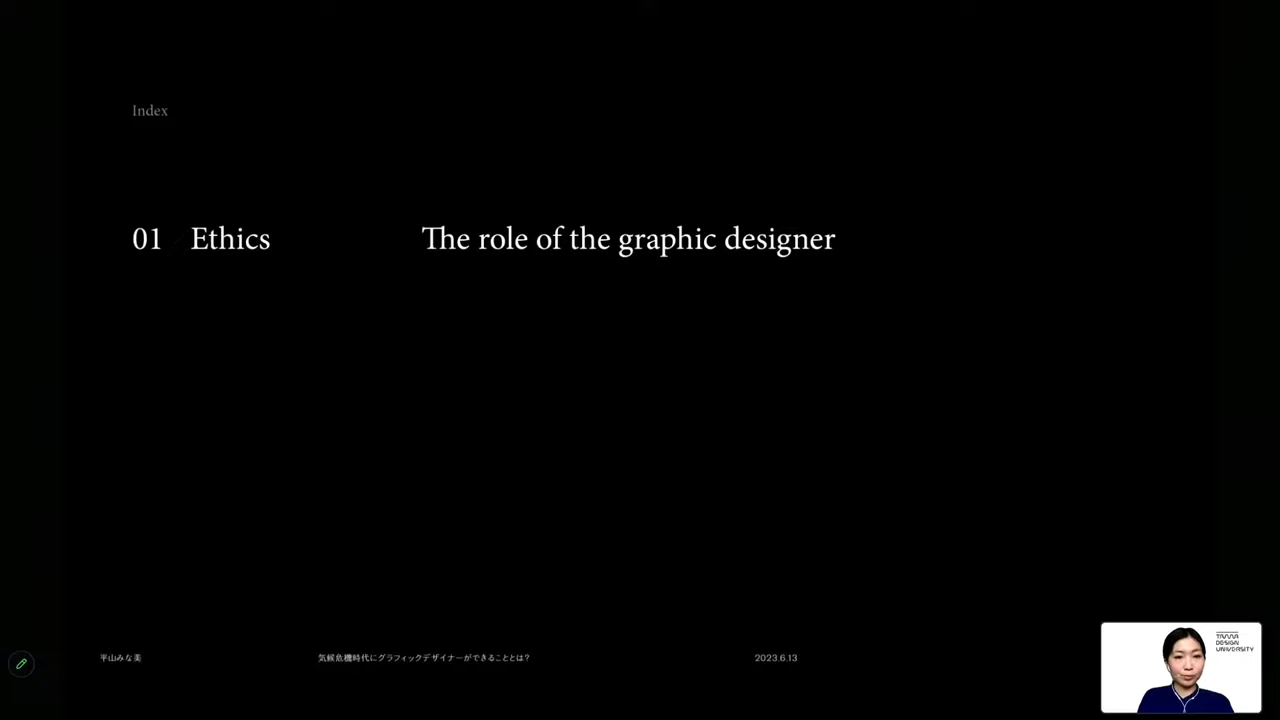 Index
01 Ethics The role of the graphic designer
平山みな美 気候危機時代にグラフィックデザイナーができることとは? 2023.6.13
TAMA
DESIGN
UNIVERSITY